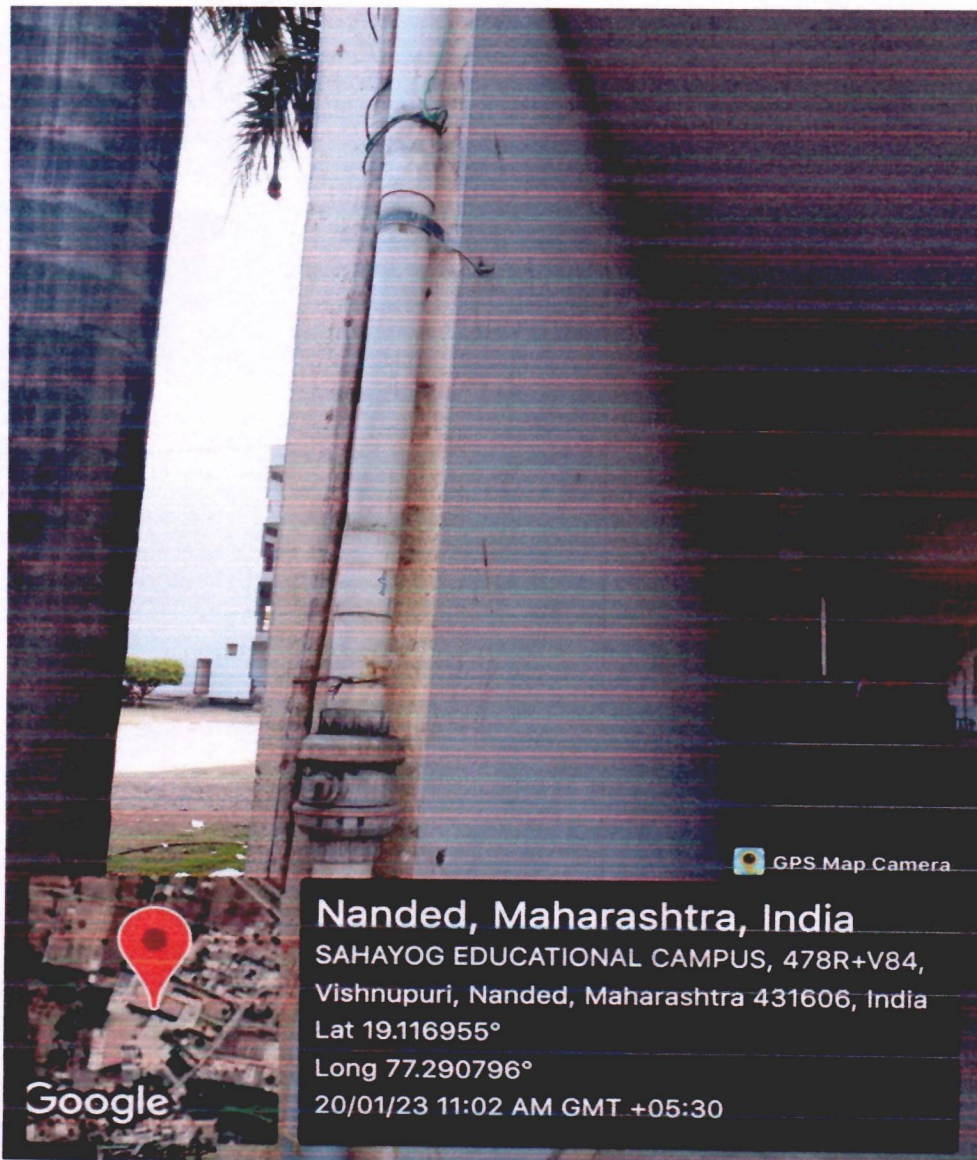 GPS Map Camera
Nanded, Maharashtra, India
SAHAYOG EDUCATIONAL CAMPUS, 478R+V84,
Vishnupuri, Nanded, Maharashtra 431606, India
Lat 19.116955°
Long 77.290796°
20/01/23 11:02 AM GMT +05:30
Google